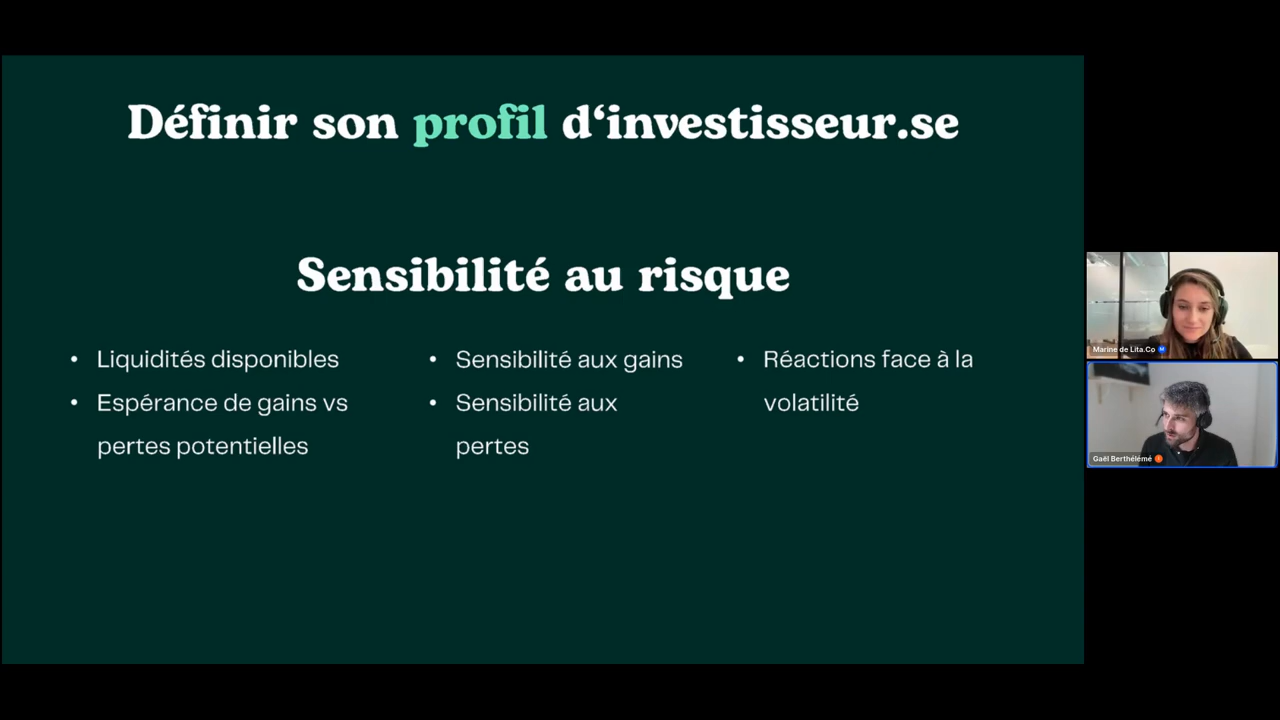 Définir son profil d‘investisseur.se
Sensibilité au risque
• Liquidités disponibles
• Espérance de gains vs
pertes potentielles
• Sensibilité aux gains
• Sensibilité aux
pertes
• Réactions face à la
volatilité
Marine de Lita.Co
Gaël Berthélémé